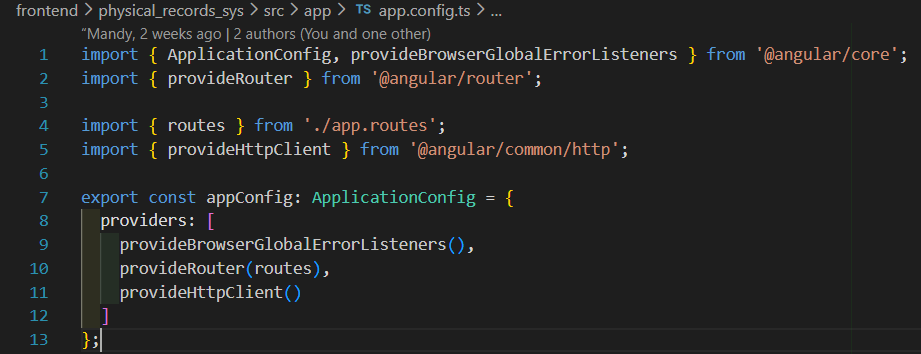 frontend > physical_records_sys > src > app > TS app.config.ts > ...
"Mandy, 2 weeks ago | 2 authors (You and one other)
1 import { ApplicationConfig, provideBrowserGlobalErrorListeners } from '@angular/core';
2 import { provideRouter } from '@angular/router';
3
4 import { routes } from './app.routes';
5 import { provideHttpClient } from '@angular/common/http';
6
7 export const appConfig: ApplicationConfig = {
8   providers: [
9     provideBrowserGlobalErrorListeners(),
10     provideRouter(routes),
11     provideHttpClient()
12   ]
13 };